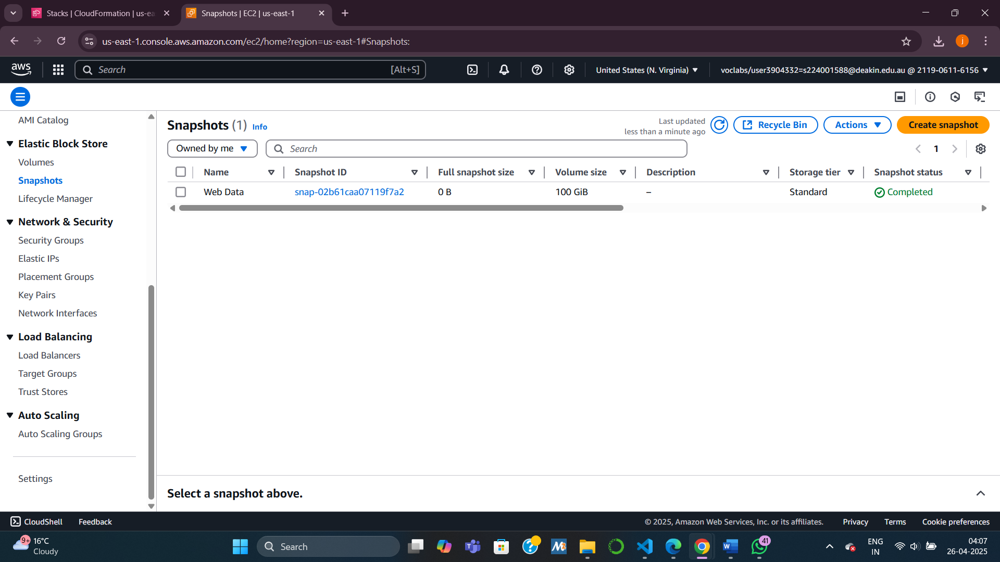 Stacks | CloudFormation | us-ea
Snapshots | EC2 | us-east-1
us-east-1.console.aws.amazon.com/ec2/home?region=us-east-1#Snapshots:
j
aws
Search
[Alt+S]
United States (N. Virginia)
voclabs/user3904332=s224001588@deakin.edu.au @ 2119-0611-6156
AMI Catalog
Elastic Block Store
Volumes
Snapshots
Lifecycle Manager
Network & Security
Security Groups
Elastic IPs
Placement Groups
Key Pairs
Network Interfaces
Load Balancing
Load Balancers
Target Groups
Trust Stores
Auto Scaling
Auto Scaling Groups
Settings
Snapshots (1) Info
Last updated
less than a minute ago
Recycle Bin
Actions
Create snapshot
Owned by me
Search
1
Name Snapshot ID Full snapshot size Volume size Description Storage tier Snapshot status
Web Data snap-02b61caa07119f7a2 0 B 100 GiB – Standard Completed
Select a snapshot above.
CloudShell Feedback
© 2025, Amazon Web Services, Inc. or its affiliates. Privacy Terms Cookie preferences
9+
16°C
Cloudy
Search
41
ENG
IN
04:07
26-04-2025